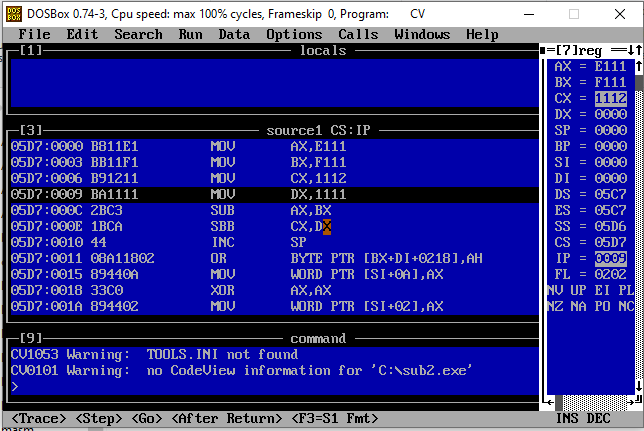 DOSBox 0.74-3, Cpu speed: max 100% cycles, Frameskip 0, Program: CV
File Edit Search Run Data Options Calls Windows Help
[1] locals
[3] source1 CS:IP
05D7:0000 B811E1 MOV AX,E111
05D7:0003 BB11F1 MOV BX,F111
05D7:0006 B91211 MOV CX,1112
05D7:0009 BA1111 MOV DX,1111
05D7:000C 2BC3 SUB AX,BX
05D7:000E 1BCA SBB CX,DX
05D7:0010 44 INC SP
05D7:0011 08A11802 OR BYTE PTR [BX+DI+0218],AH
05D7:0015 89440A MOV WORD PTR [SI+0A],AX
05D7:0018 33C0 XOR AX,AX
05D7:001A 894402 MOV WORD PTR [SI+02],AX
[9] command
CV1053 Warning: TOOLS.INI not found
CV0101 Warning: no CodeView information for 'C:\sub2.exe'
>
[7]reg
AX = E111
BX = F111
CX = 1112
DX = 0000
SP = 0000
BP = 0000
SI = 0000
DI = 0000
DS = 05C7
ES = 05C7
SS = 05D6
CS = 05D7
IP = 0009
FL = 0202
NV UP EI PL
NZ NA PO NC
<Trace> <Step> <Go> <After Return> <F3=S1 Fmt> INS DEC